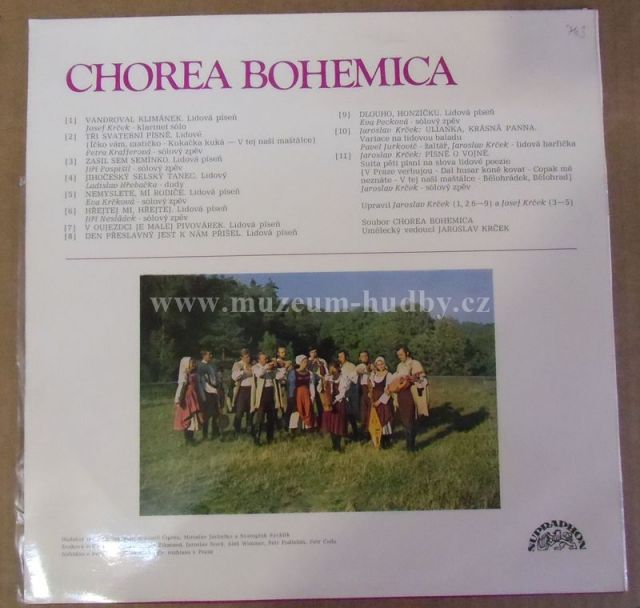 CHOREA BOHEMICA
[1] VANDROVAL KLIMÁNEK. Lidová píseň
Josef Krček - klarinet sólo
[2] TŘI SVATEBNÍ PÍSNĚ. Lidové
(Íčko vám, matičko - Kukačka kuká — V tej naší maštálce)
Petra Krafferová - sólový zpěv
[3] ZASIL SEM SEMÍNKO. Lidová píseň
Jiří Pospíšil - sólový zpěv
[4] JIHOČESKÝ SELSKÝ TANEC. Lidový
Ladislav Hřebačka - dudy
[5] NEMYSLETE, MÍ RODIČE. Lidová píseň
Eva Krčková - sólový zpěv
[6] HŘEJTEJ MI, HŘEJTEJ. Lidová píseň
Jiří Nesládek - sólový zpěv
[7] V OUJEZDCI JE MALEJ PIVOVÁREK. Lidová píseň
[8] DEN PŘESLAVNÝ JEST K NÁM PŘIŠEL. Lidová píseň
[9] DLOUHO, HONZÍČKU. Lidová píseň
Eva Pecková - sólový zpěv
[10] Jaroslav Krček: ULIANKA, KRÁSNÁ PANNA.
Variace na lidovou baladu
Pavel Jurkovič - žaltář, Jaroslav Krček - lidová harfička
[11] Jaroslav Krček: PÍSNĚ O VOJNĚ.
Suita pěti písní na slova lidové poezie
(V Praze verbujou - Dal husar koně kovat - Copak mě
neznáte - V tej naší maštálce - Bělohrádek, Bělohrad)
Jaroslav Krček - sólový zpěv
Upravil Jaroslav Krček (1, 2 6—9) a Josef Krček (3—5)
Soubor CHOREA BOHEMICA
Umělecký vedoucí JAROSLAV KRČEK
www.muzeum-hudby.cz
SUPRAPHON